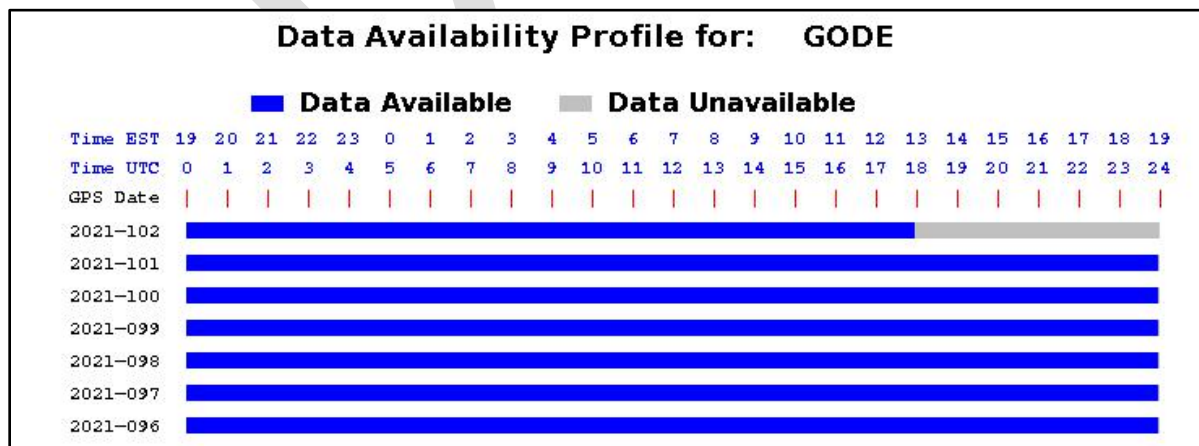 Data Availability Profile for: GODE
Data Available Data Unavailable
Time EST 19 20 21 22 23 0 1 2 3 4 5 6 7 8 9 10 11 12 13 14 15 16 17 18 19
Time UTC 0 1 2 3 4 5 6 7 8 9 10 11 12 13 14 15 16 17 18 19 20 21 22 23 24
GPS Date
2021-102
2021-101
2021-100
2021-099
2021-098
2021-097
2021-096